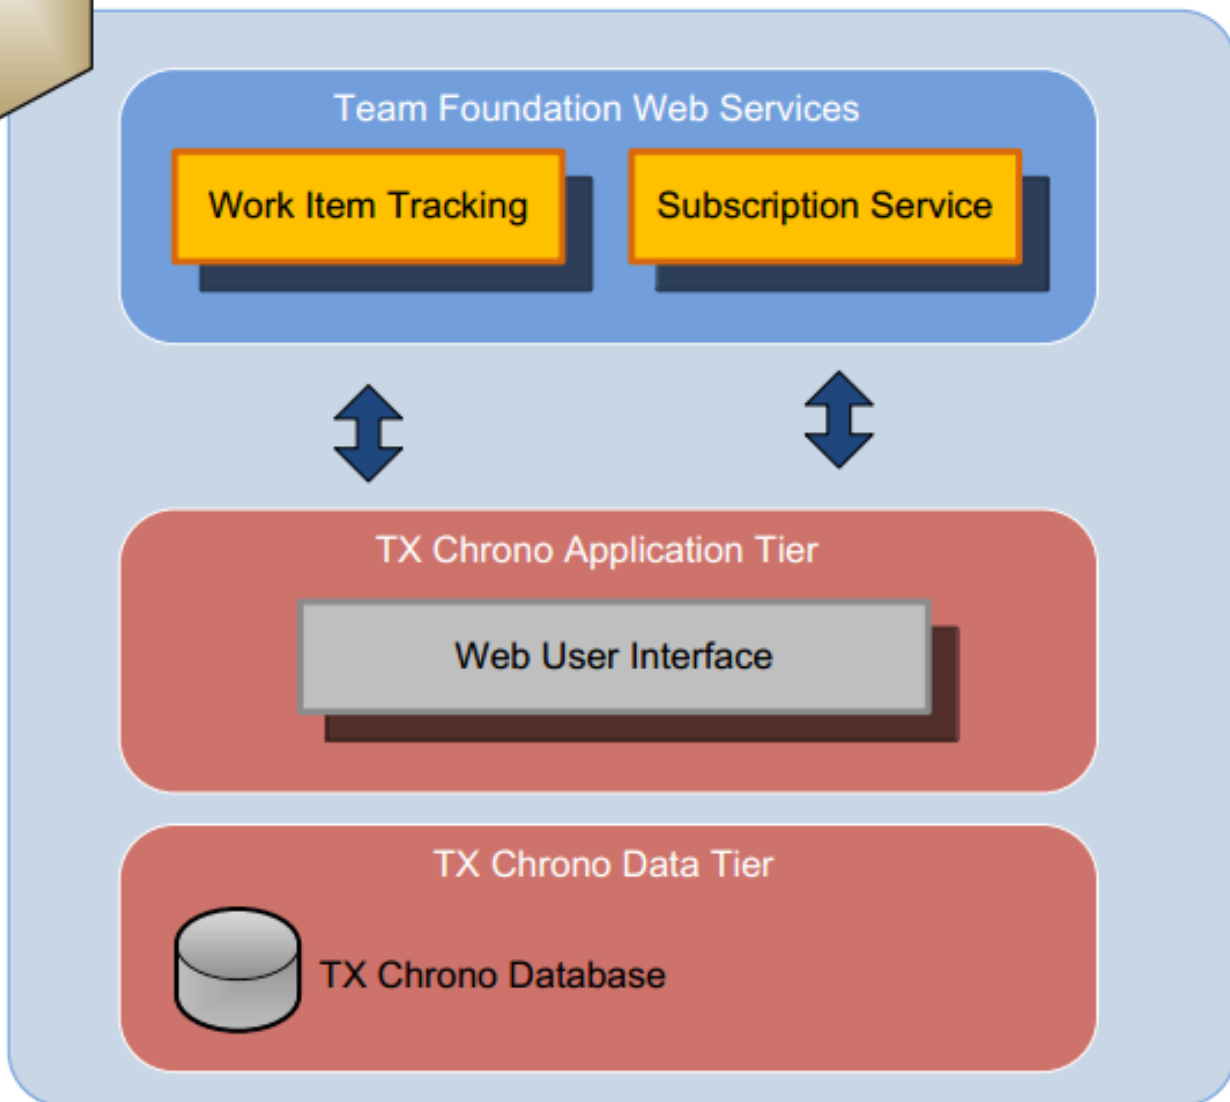 Team Foundation Web Services
Work Item Tracking
Subscription Service
TX Chrono Application Tier
Web User Interface
TX Chrono Data Tier
TX Chrono Database